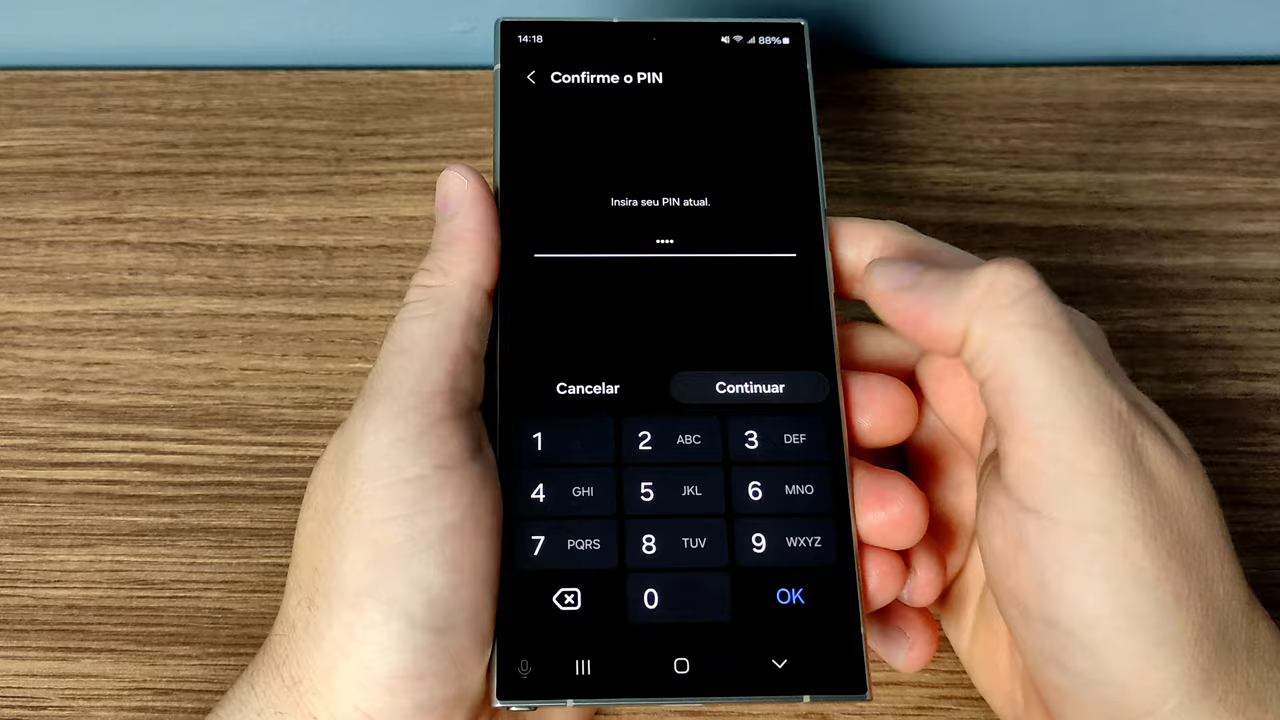 14:18 88%
Confirme o PIN
Insira seu PIN atual.
••••
Cancelar Continuar
1 2 ABC 3 DEF
4 GHI 5 JKL 6 MNO
7 PQRS 8 TUV 9 WXYZ
0 OK